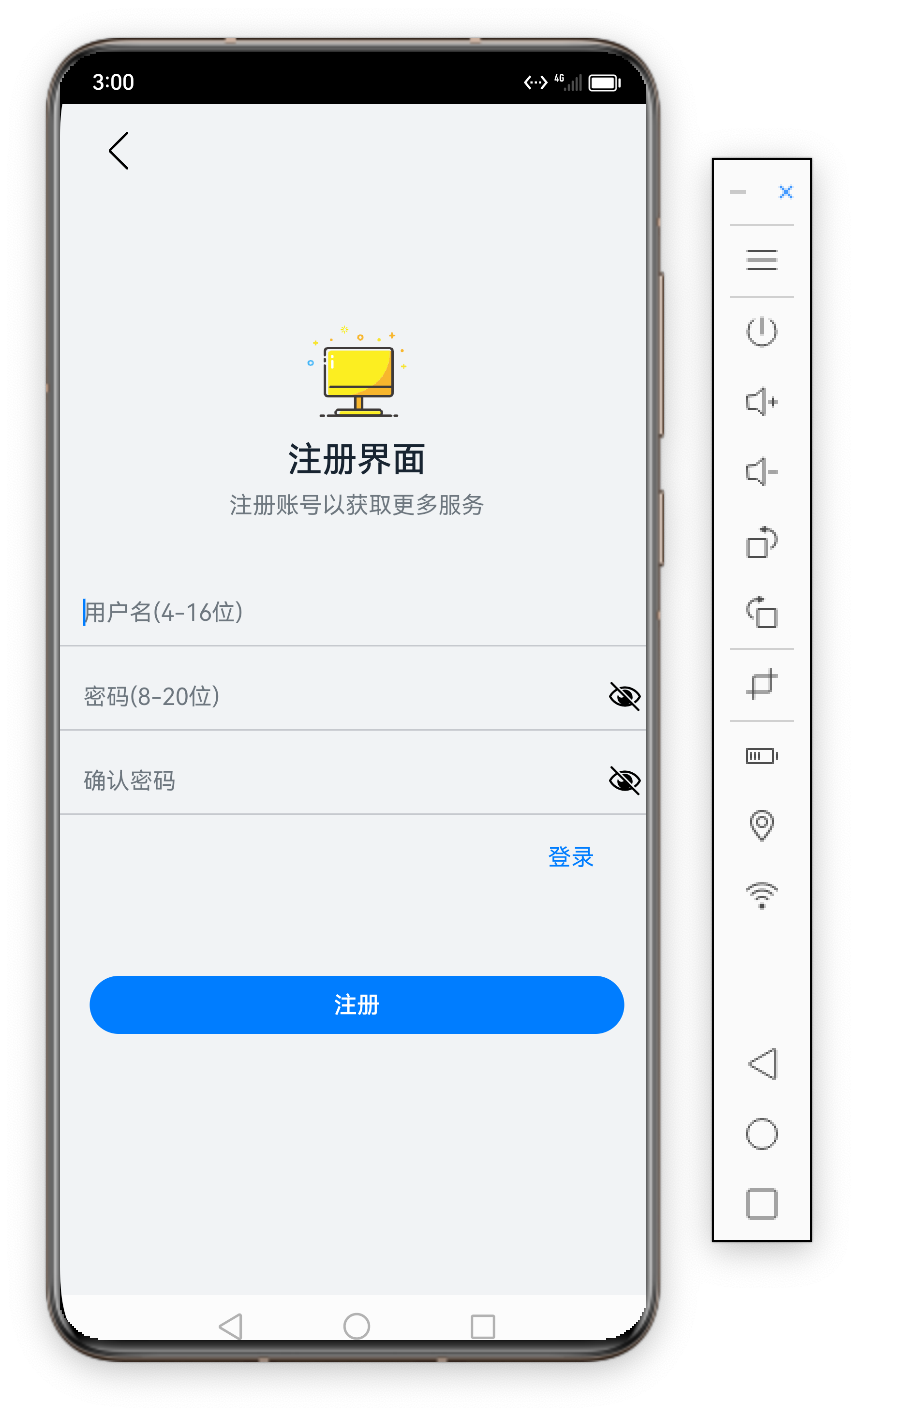 3:00
4G
注册界面
注册账号以获取更多服务
用户名(4-16位)
密码(8-20位)
确认密码
登录
注册